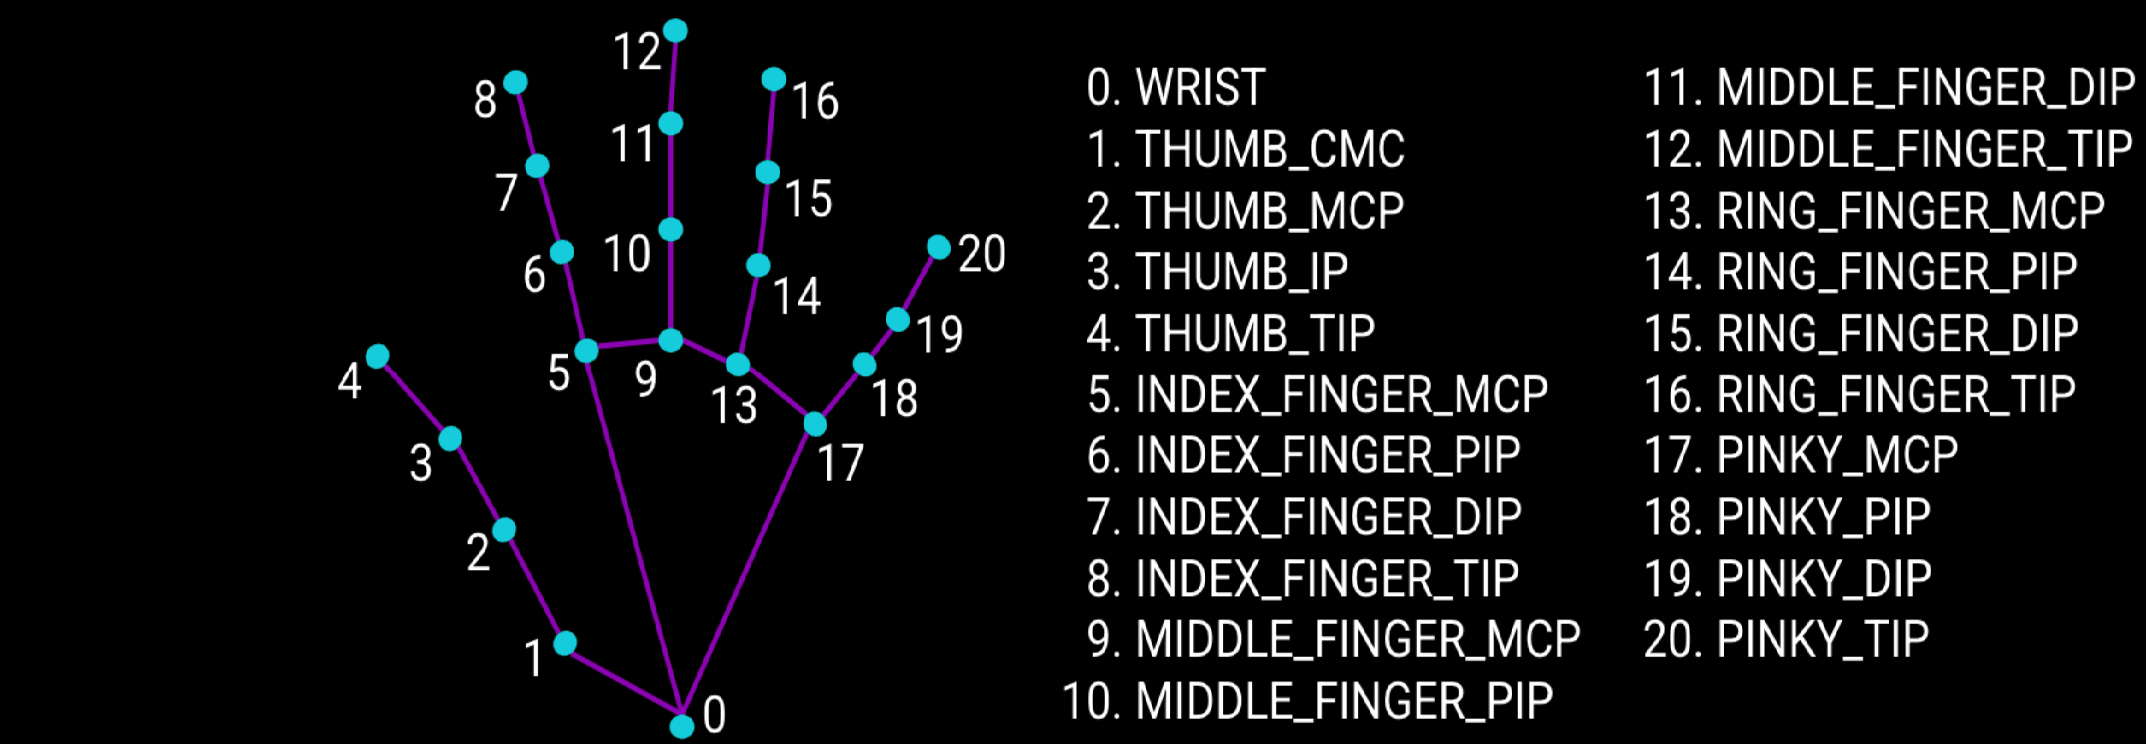 12
8
16
11
7
15
10
6
14
20
19
4
5
9
13
18
3
17
2
1
0
0. WRIST
1. THUMB_CMC
2. THUMB_MCP
3. THUMB_IP
4. THUMB_TIP
5. INDEX_FINGER_MCP
6. INDEX_FINGER_PIP
7. INDEX_FINGER_DIP
8. INDEX_FINGER_TIP
9. MIDDLE_FINGER_MCP
10. MIDDLE_FINGER_PIP
11. MIDDLE_FINGER_DIP
12. MIDDLE_FINGER_TIP
13. RING_FINGER_MCP
14. RING_FINGER_PIP
15. RING_FINGER_DIP
16. RING_FINGER_TIP
17. PINKY_MCP
18. PINKY_PIP
19. PINKY_DIP
20. PINKY_TIP